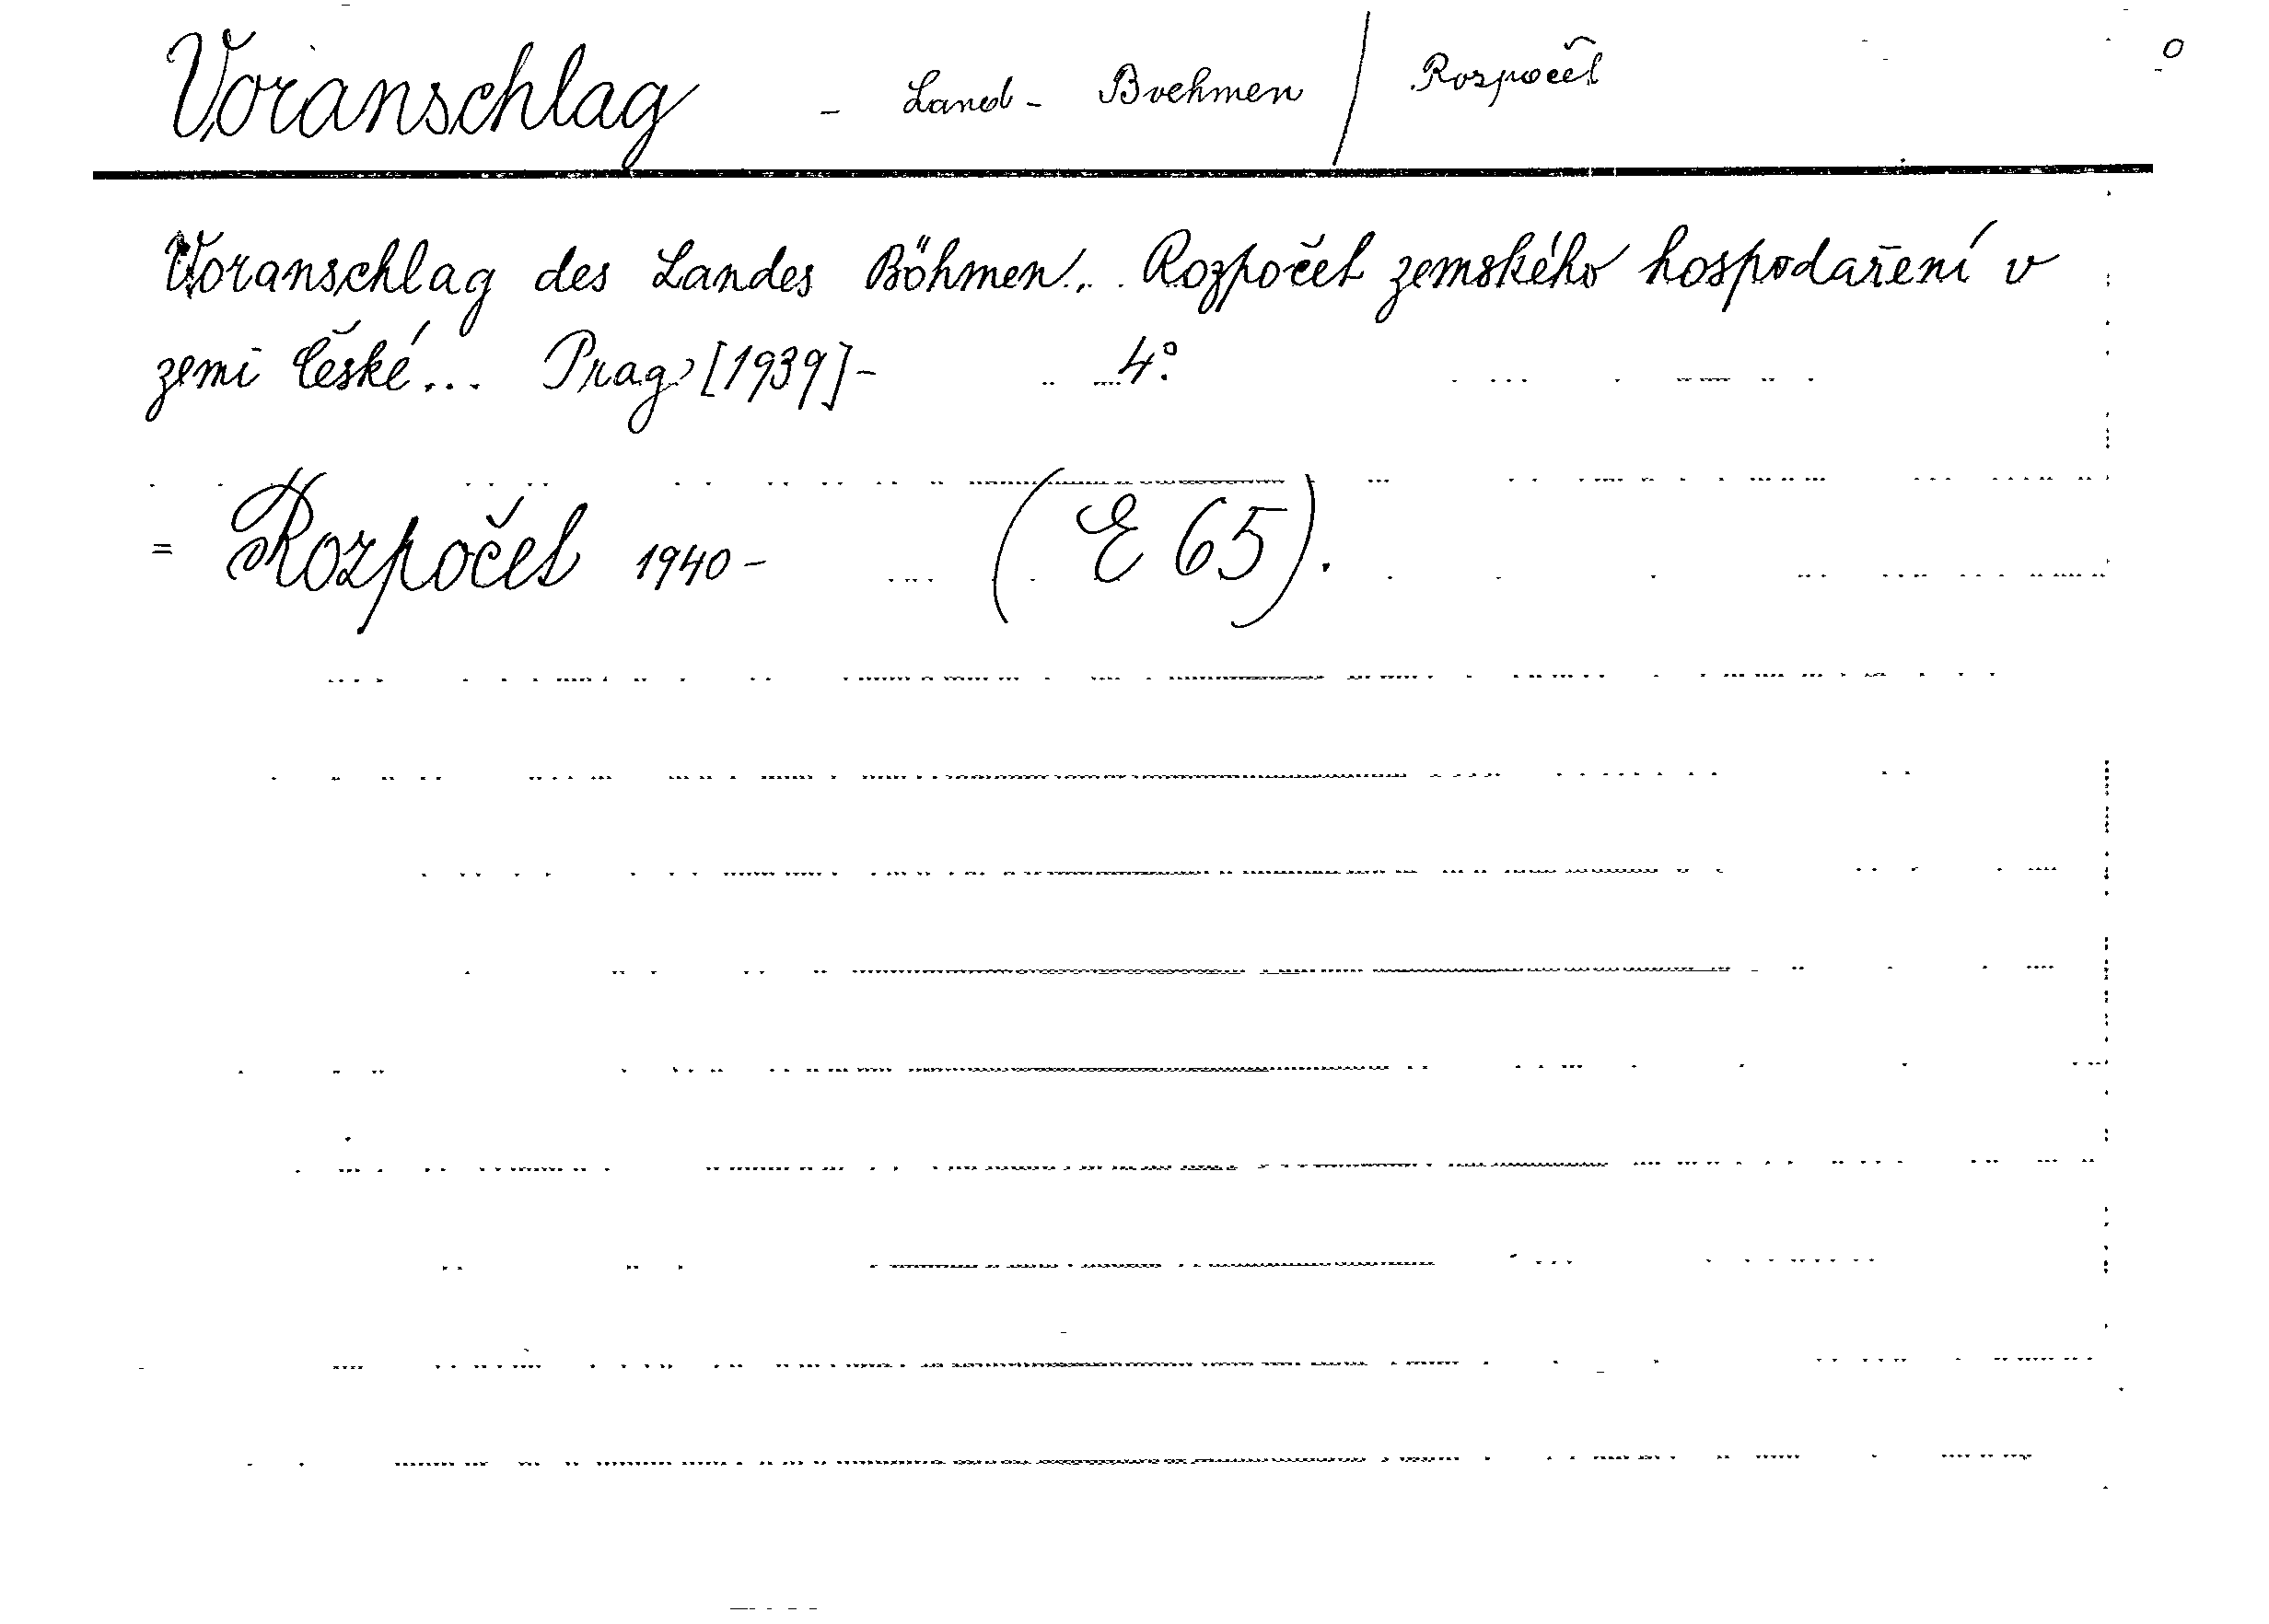 Voranschlag - Land - Boehmen / Rozpočet
Voranschlag des Landes Böhmen... Rozpočet zemského hospodaření v
zemi České... Prag [1939]- 4°.
= Rozpočet 1940- (E 65).